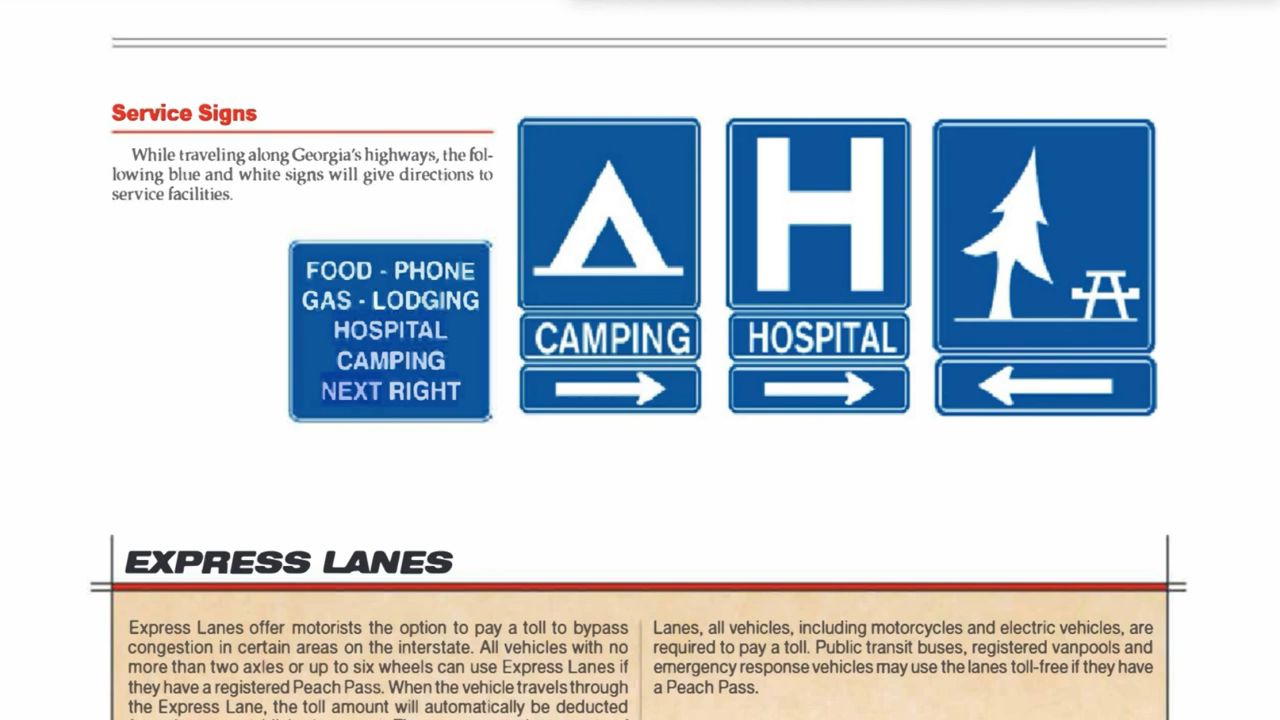 Service Signs
While traveling along Georgia's highways, the fol-
lowing blue and white signs will give directions to
service facilities.
FOOD - PHONE
GAS - LODGING
HOSPITAL
CAMPING
NEXT RIGHT
CAMPING
H
HOSPITAL
EXPRESS LANES
Express Lanes offer motorists the option to pay a toll to bypass
congestion in certain areas on the interstate. All vehicles with no
more than two axles or up to six wheels can use Express Lanes if
they have a registered Peach Pass. When the vehicle travels through
the Express Lane, the toll amount will automatically be deducted
Lanes, all vehicles, including motorcycles and electric vehicles, are
required to pay a toll. Public transit buses, registered vanpools and
emergency response vehicles may use the lanes toll-free if they have
a Peach Pass.